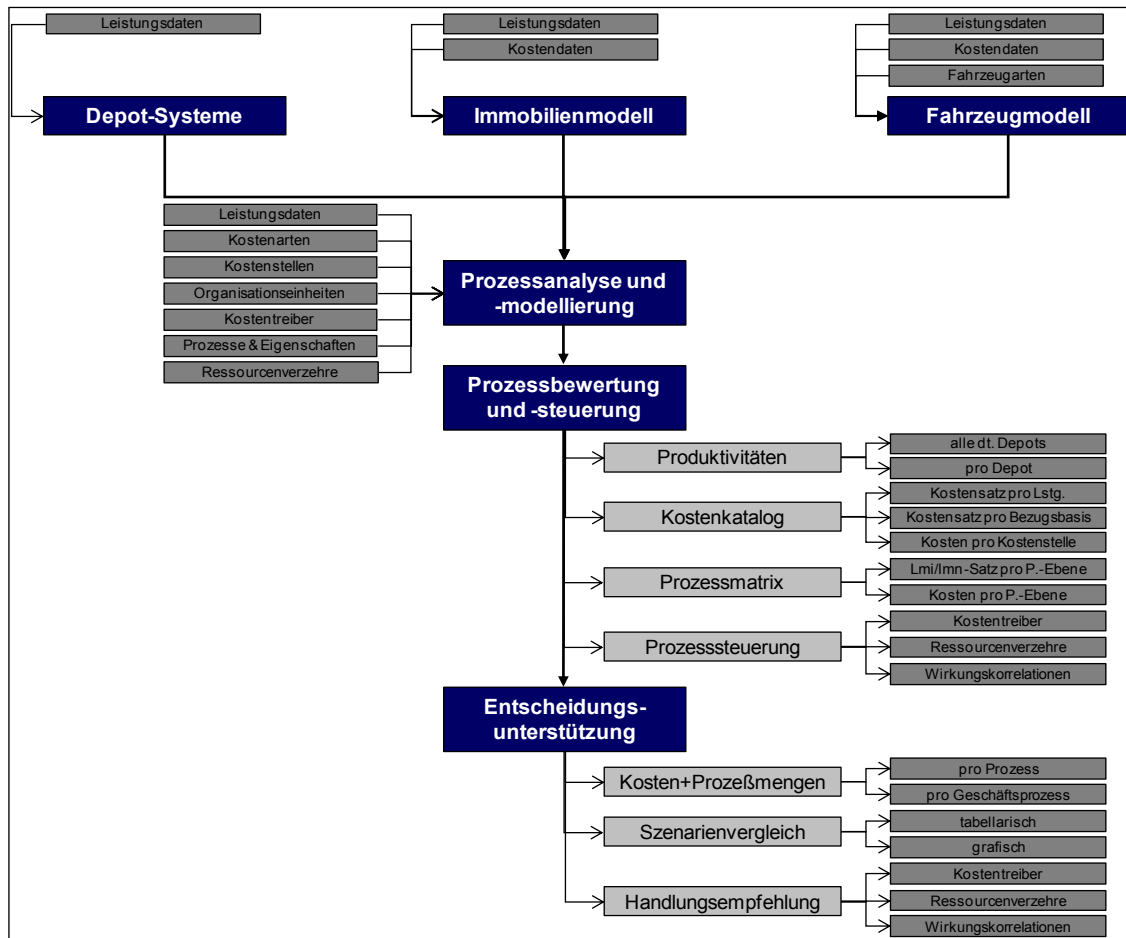 Leistungsdaten
Leistungsdaten
Kostendaten
Leistungsdaten
Kostendaten
Fahrzeugarten
Depot-Systeme
Immobilienmodell
Fahrzeugmodell
Leistungsdaten
Kostenarten
Kostenstellen
Organisationseinheiten
Kostentreiber
Prozesse & Eigenschaften
Ressourcenverzehre
Prozessanalyse und
-modellierung
Prozessbewertung
und -steuerung
Produktivitäten
alle dt. Depots
pro Depot
Kostenkatalog
Kostensatz pro Lstg.
Kostensatz pro Bezugsbasis
Kosten pro Kostenstelle
Prozessmatrix
Lmi/lmn-Satz pro P.-Ebene
Kosten pro P.-Ebene
Prozesssteuerung
Kostentreiber
Ressourcenverzehre
Wirkungskorrelationen
Entscheidungs-
unterstützung
Kosten+Prozeßmengen
pro Prozess
pro Geschäftsprozess
Szenarienvergleich
tabellarisch
grafisch
Handlungsempfehlung
Kostentreiber
Ressourcenverzehre
Wirkungskorrelationen